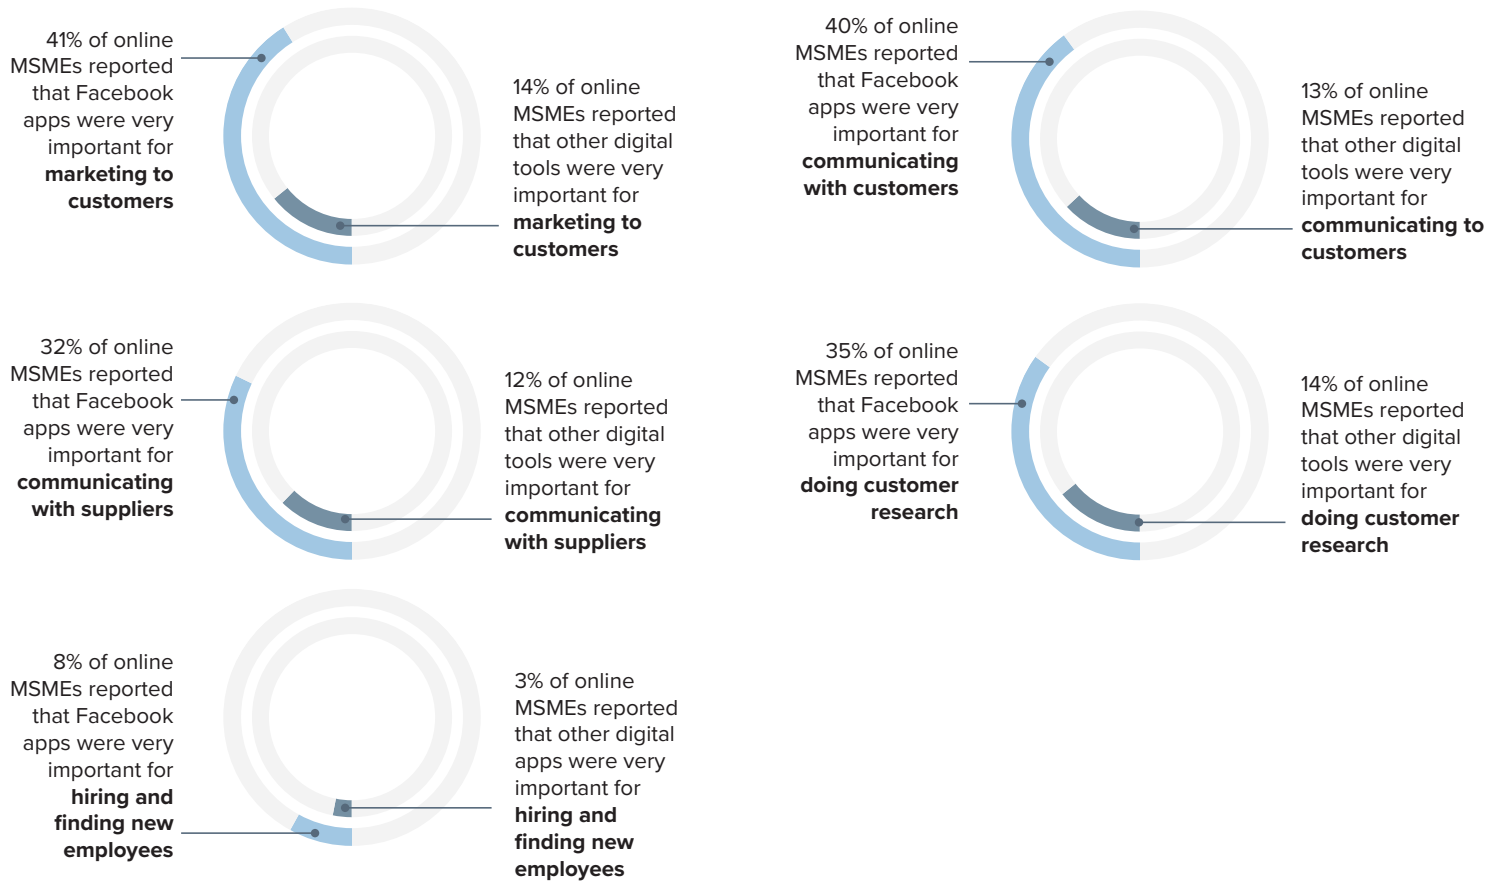 41% of online
MSMEs reported
that Facebook
apps were very
important for
marketing to
customers
14% of online
MSMEs reported
that other digital
tools were very
important for
marketing to
customers
40% of online
MSMEs reported
that Facebook
apps were very
important for
communicating
with customers
13% of online
MSMEs reported
that other digital
tools were very
important for
communicating to
customers
32% of online
MSMEs reported
that Facebook
apps were very
important for
communicating
with suppliers
12% of online
MSMEs reported
that other digital
tools were very
important for
communicating
with suppliers
35% of online
MSMEs reported
that Facebook
apps were very
important for
doing customer
research
14% of online
MSMEs reported
that other digital
tools were very
important for
doing customer
research
8% of online
MSMEs reported
that Facebook
apps were very
important for
hiring and
finding new
employees
3% of online
MSMEs reported
that other digital
apps were very
important for
hiring and
finding new
employees